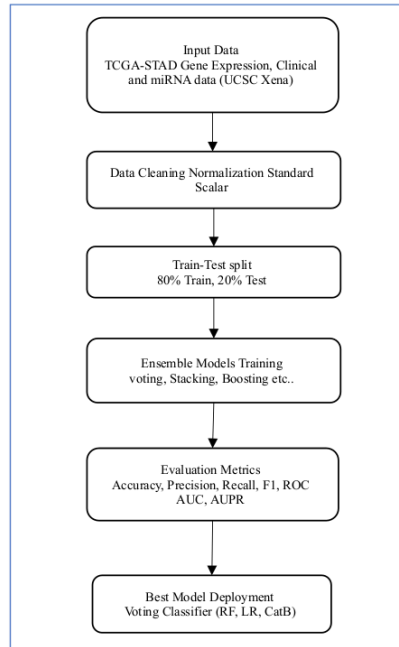 Input Data
TCGA-STAD Gene Expression, Clinical
and miRNA data (UCSC Xena)
Data Cleaning Normalization Standard
Scalar
Train-Test split
80% Train, 20% Test
Ensemble Models Training
voting, Stacking, Boosting etc..
Evaluation Metrics
Accuracy, Precision, Recall, F1, ROC
AUC, AUPR
Best Model Deployment
Voting Classifier (RF, LR, CatB)